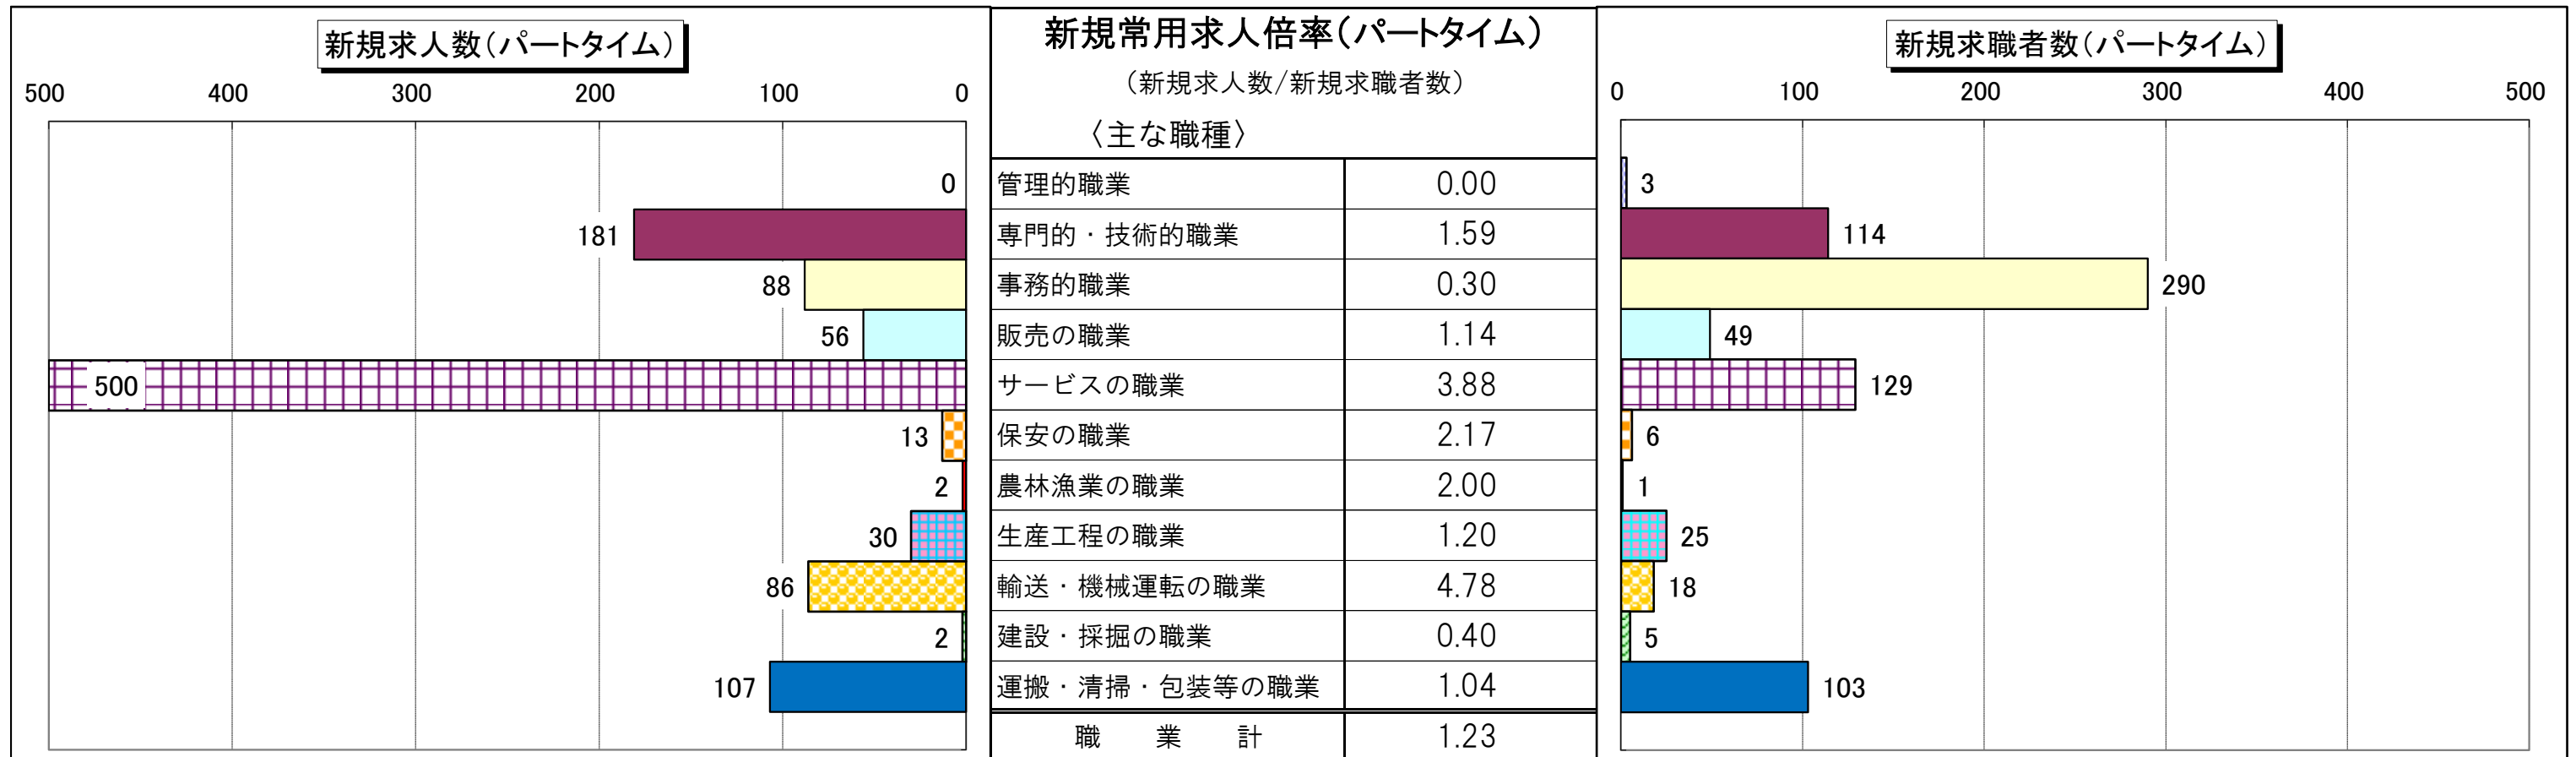 新規求人数(パートタイム)
500 400 300 200 100 0
0
181
88
56
500
13
2
30
86
2
107
新規常用求人倍率(パートタイム)
(新規求人数/新規求職者数)
〈主な職種〉
管理的職業 0.00
専門的・技術的職業 1.59
事務的職業 0.30
販売の職業 1.14
サービスの職業 3.88
保安の職業 2.17
農林漁業の職業 2.00
生産工程の職業 1.20
輸送・機械運転の職業 4.78
建設・採掘の職業 0.40
運搬・清掃・包装等の職業 1.04
職 業 計 1.23
新規求職者数(パートタイム)
0 100 200 300 400 500
3
114
290
49
129
6
1
25
18
5
103